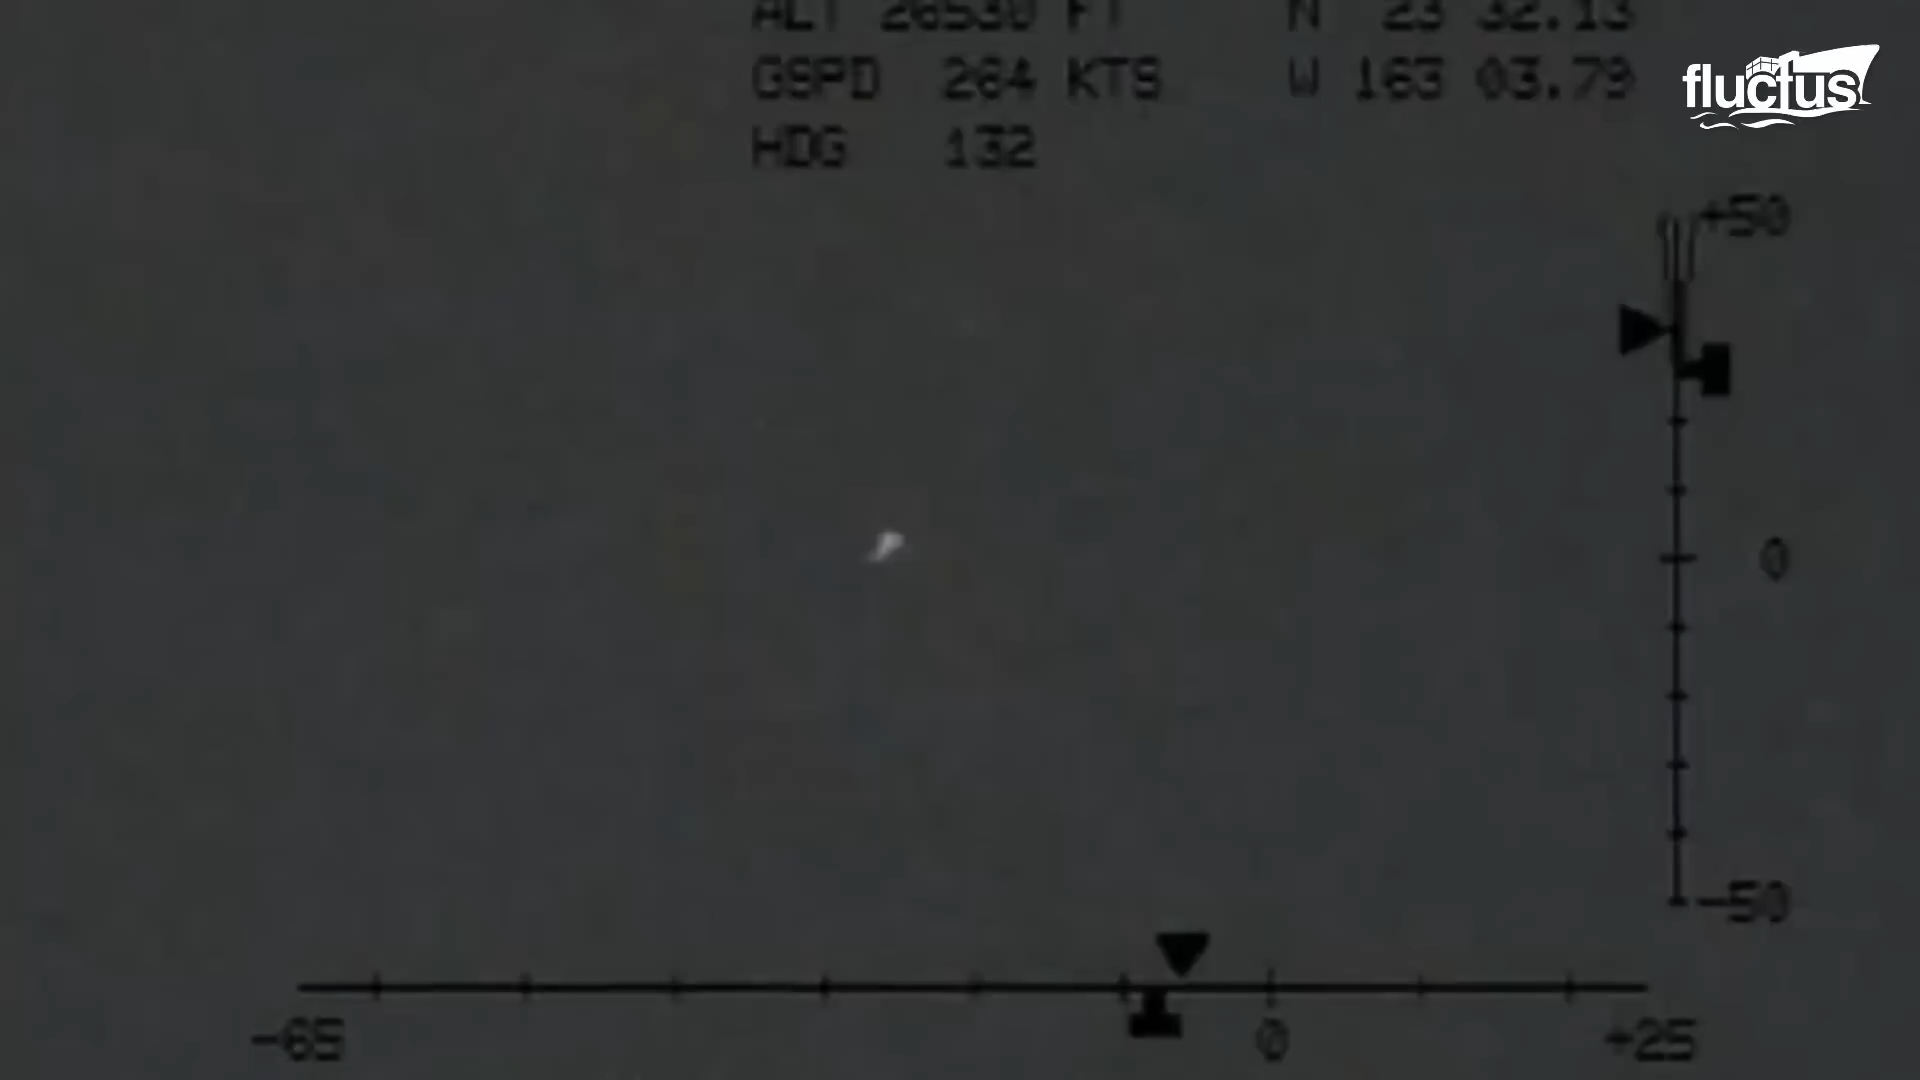 ALT 26530 FT N 23 32.13
GSPD 264 KTS W 163 03.79
HDG 132
fluctus
+50
0
-50
-65 0 +25